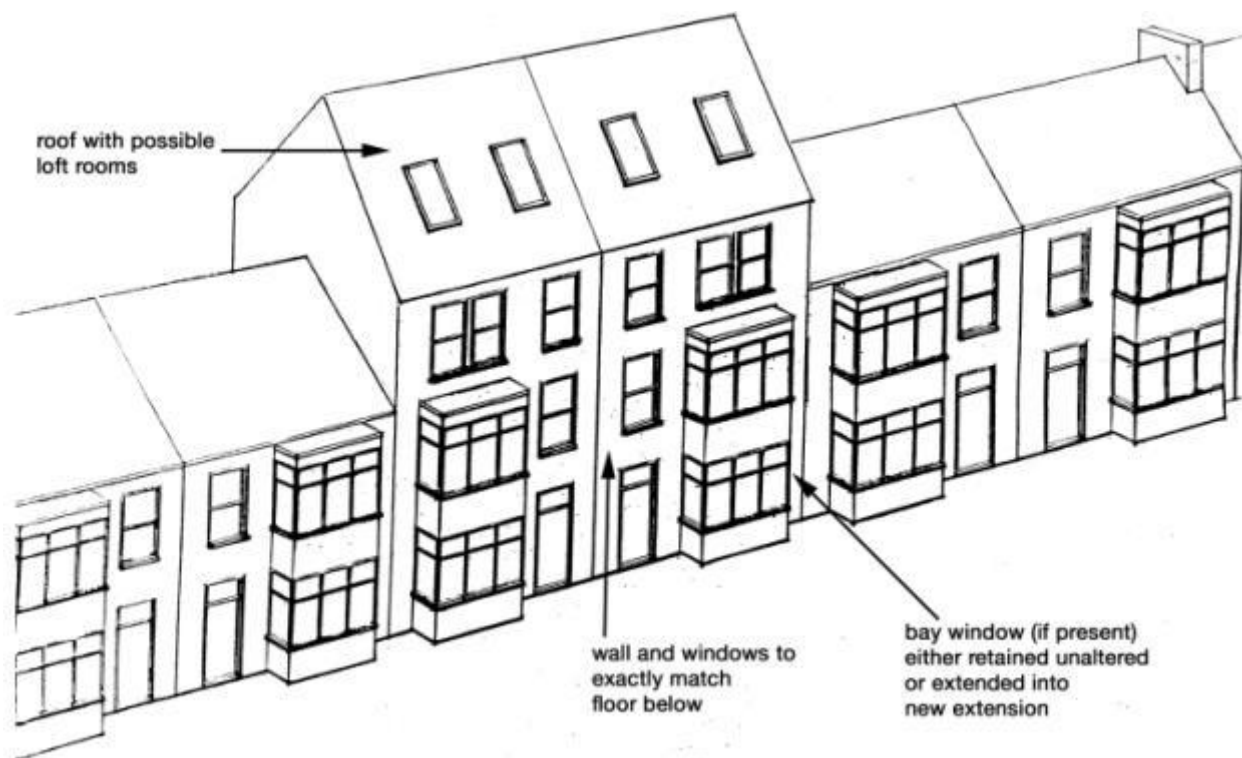 roof with possible
loft rooms
wall and windows to
exactly match
floor below
bay window (if present)
either retained unaltered
or extended into
new extension